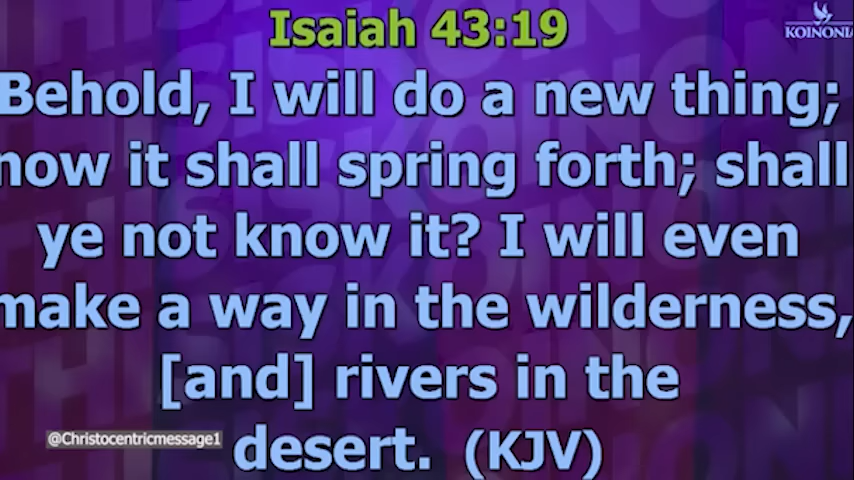 Isaiah 43:19
KOINONIA
Behold, I will do a new thing;
now it shall spring forth; shall
ye not know it? I will even
make a way in the wilderness,
[and] rivers in the
desert. (KJV)
@Christocentricmessage1